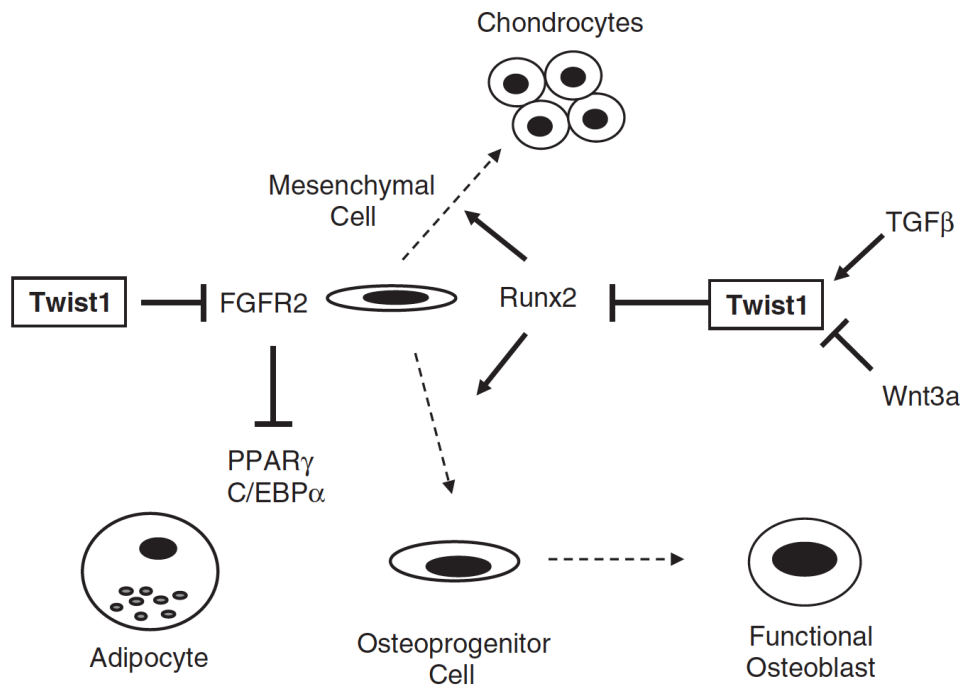 Chondrocytes
Mesenchymal
Cell
TGFβ
Twist1
FGFR2
Runx2
Twist1
Wnt3a
PPARγ
C/EBPα
Adipocyte
Osteoprogenitor
Cell
Functional
Osteoblast